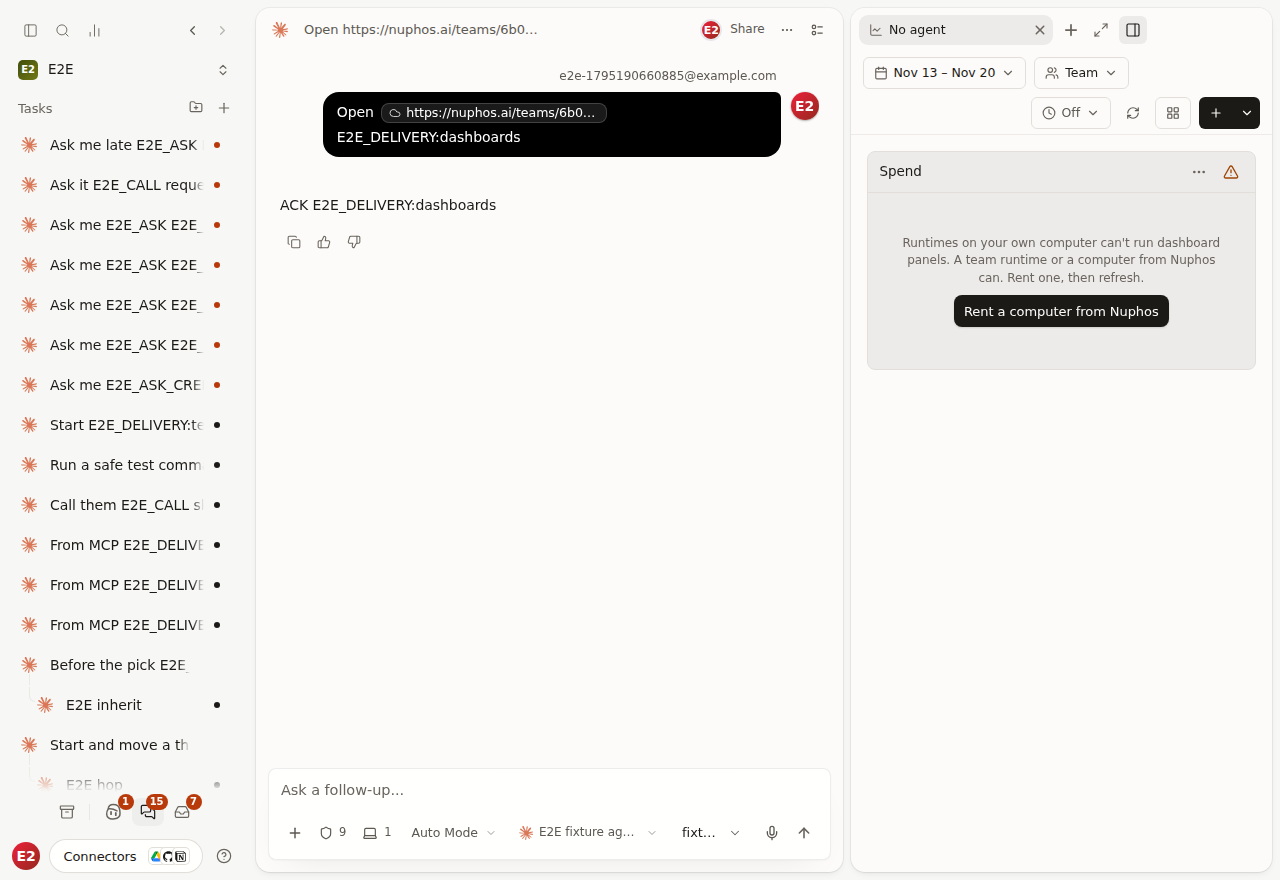 E2 E2E
Tasks
Ask me late E2E_ASK
Ask it E2E_CALL reque
Ask me E2E_ASK E2E_
Ask me E2E_ASK E2E_
Ask me E2E_ASK E2E_
Ask me E2E_ASK E2E_
Ask me E2E_ASK_CRE
Start E2E_DELIVERY:te
Run a safe test comm
Call them E2E_CALL s
From MCP E2E_DELIVE
From MCP E2E_DELIVE
From MCP E2E_DELIVE
Before the pick E2E_
E2E inherit
Start and move a th
E2E hop
1 15 7
E2 Connectors
Open https://nuphos.ai/teams/6b0...
E2 Share
e2e-1795190660885@example.com
Open https://nuphos.ai/teams/6b0...
E2E_DELIVERY:dashboards
E2
ACK E2E_DELIVERY:dashboards
Ask a follow-up...
9 1 Auto Mode E2E fixture ag... fixt...
No agent
Nov 13 – Nov 20 Team
Off
Spend
Runtimes on your own computer can't run dashboard
panels. A team runtime or a computer from Nuphos
can. Rent one, then refresh.
Rent a computer from Nuphos